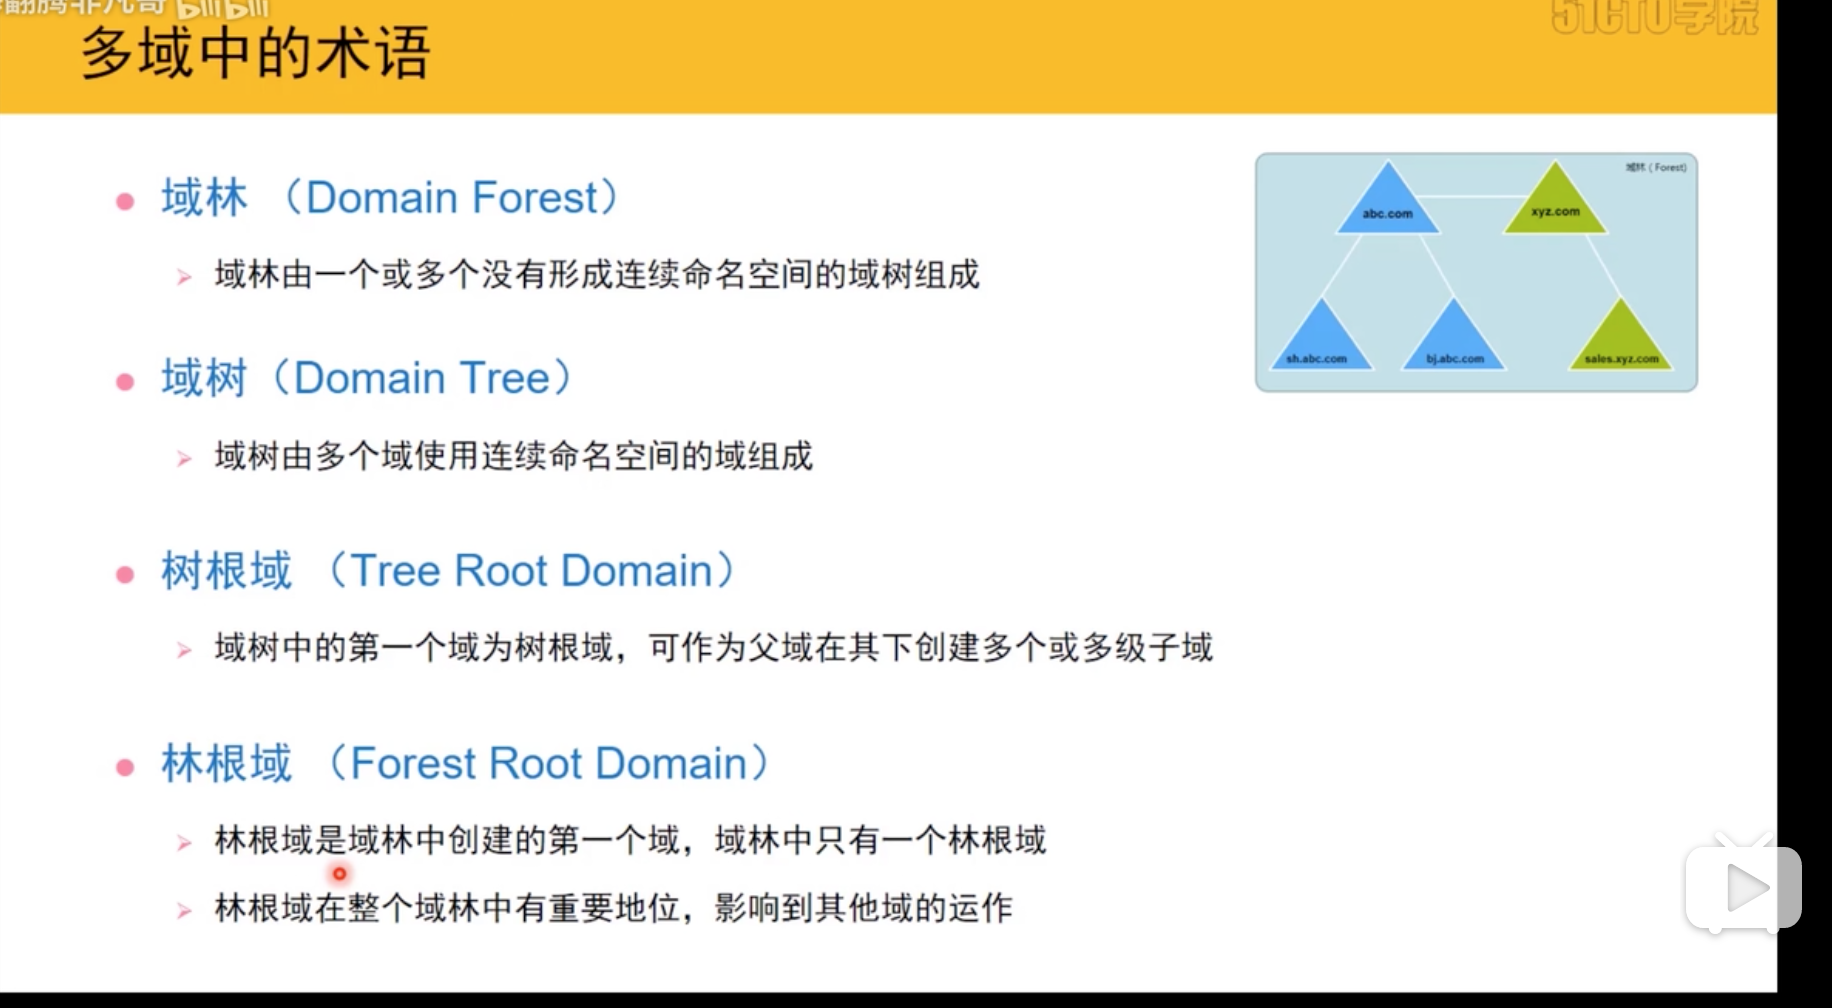 翻腾非凡哥 bilibili
51CTO学院
多域中的术语
域林 （Domain Forest）
域林由一个或多个没有形成连续命名空间的域树组成
域树（Domain Tree）
域树由多个域使用连续命名空间的域组成
树根域 （Tree Root Domain）
域树中的第一个域为树根域，可作为父域在其下创建多个或多级子域
林根域 （Forest Root Domain）
林根域是域林中创建的第一个域，域林中只有一个林根域
林根域在整个域林中有重要地位，影响到其他域的运作
域林（Forest)
abc.com
xyz.com
sh.abc.com
bj.abc.com
sales.xyz.com